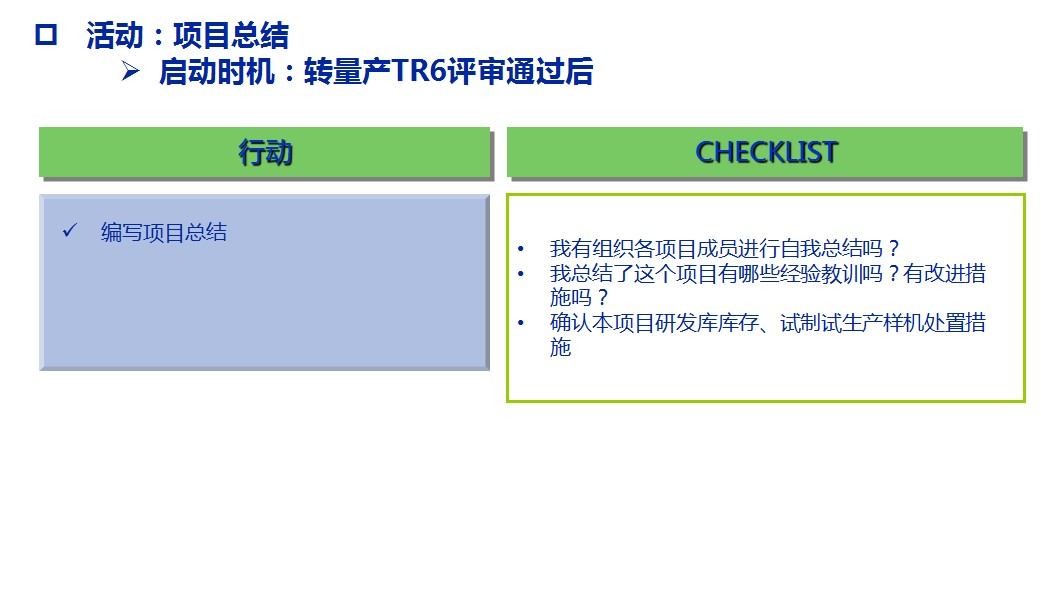 活动：项目总结
启动时机：转量产TR6评审通过后
行动
CHECKLIST
✓ 编写项目总结
• 我有组织各项目成员进行自我总结吗？
• 我总结了这个项目有哪些经验教训吗？有改进措
施吗？
• 确认本项目研发库库存、试制试生产样机处置措
施